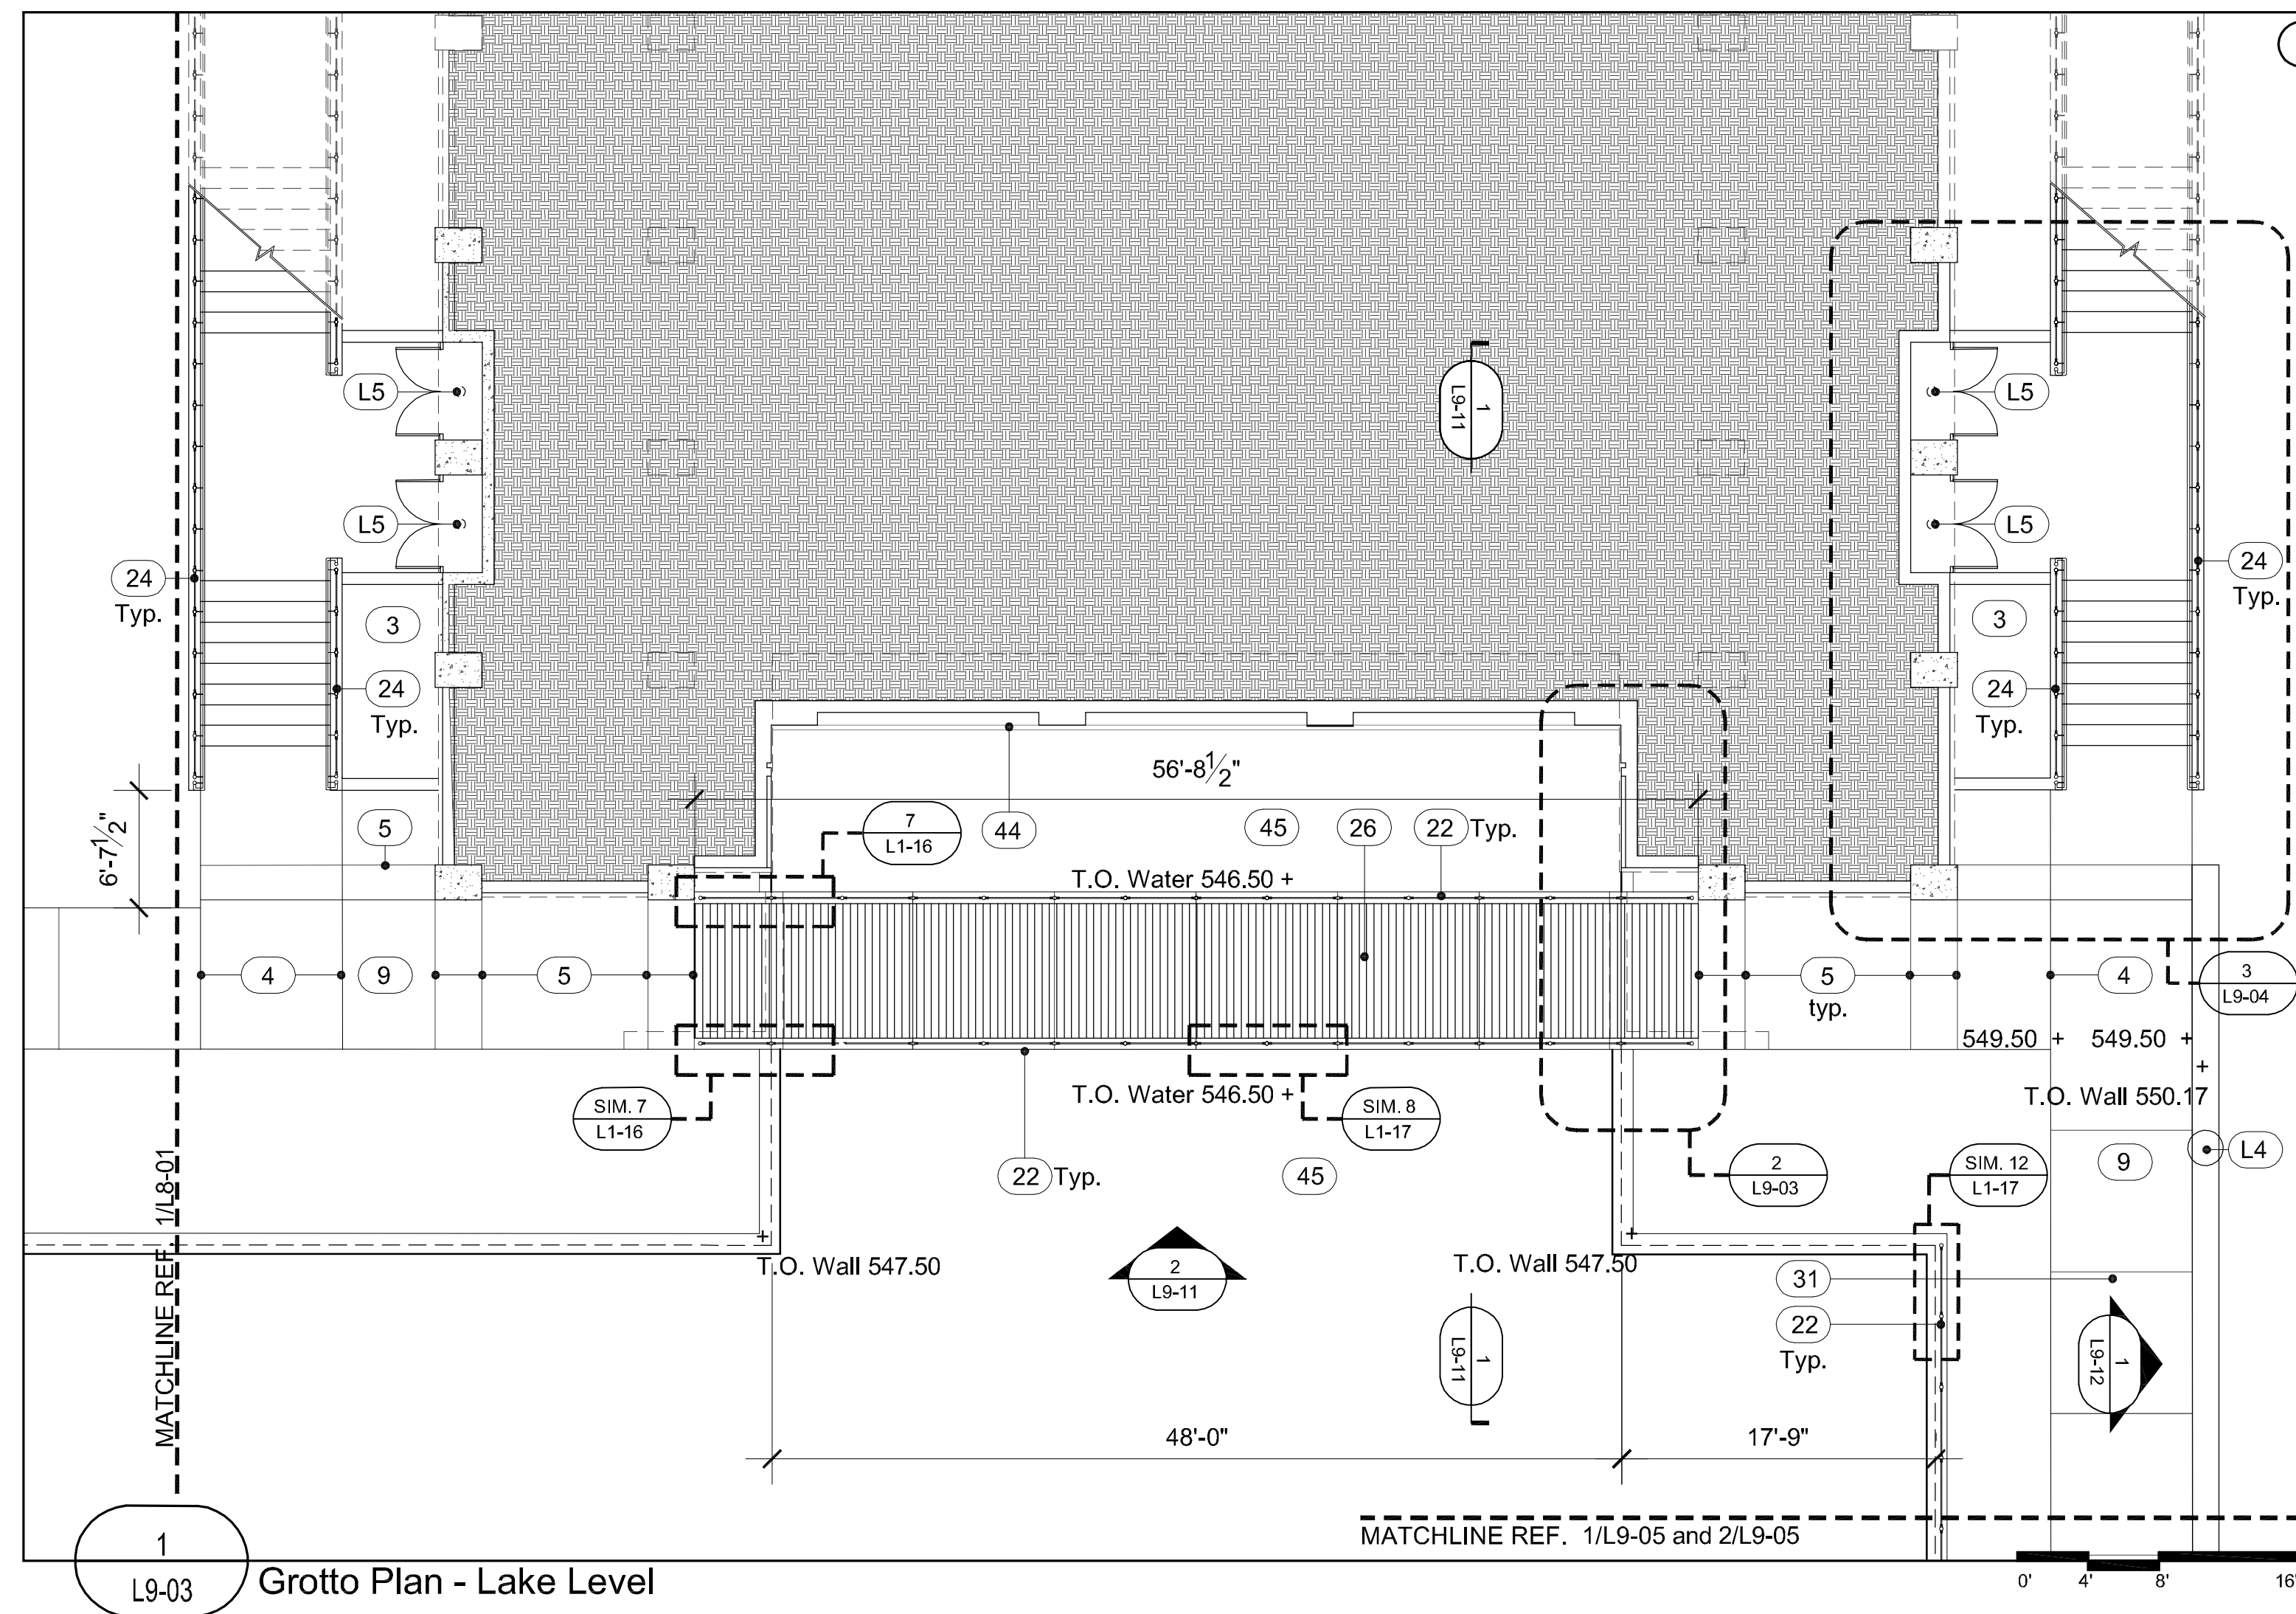 1
L9-11
L5
L5
L5
L5
24
Typ.
24
Typ.
3
3
24
Typ.
24
Typ.
56'-8 1/2"
6'-7 1/2"
5
7
L1-16
44
45
26
22 Typ.
T.O. Water 546.50 +
4
9
5
5
typ.
4
3
L9-04
549.50 +
549.50 +
+
T.O. Wall 550.17
T.O. Water 546.50 +
SIM. 7
L1-16
SIM. 8
L1-17
22 Typ.
45
2
L9-03
SIM. 12
L1-17
9
L4
MATCHLINE REF. 1/L8-01
+
T.O. Wall 547.50
2
L9-11
+
T.O. Wall 547.50
31
22
Typ.
1
L9-11
1
L9-12
48'-0"
17'-9"
MATCHLINE REF. 1/L9-05 and 2/L9-05
1
L9-03
Grotto Plan - Lake Level
0'
4'
8'
16'